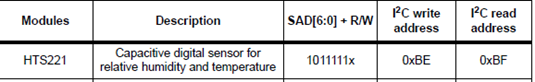 Modules Description SAD[6:0] + R/W I²C write address I²C read address
HTS221 Capacitive digital sensor for relative humidity and temperature 1011111x 0xBE 0xBF